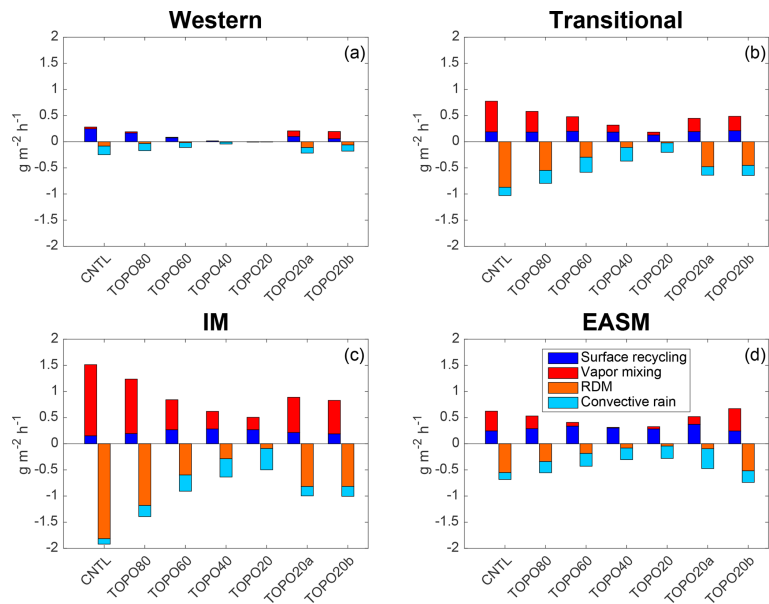 Western
(a)
g m-2 h-1
2
1.5
1
0.5
0
-0.5
-1
-1.5
-2
CNTL
TOPO80
TOPO60
TOPO40
TOPO20
TOPO20a
TOPO20b
Transitional
(b)
g m-2 h-1
2
1.5
1
0.5
0
-0.5
-1
-1.5
-2
CNTL
TOPO80
TOPO60
TOPO40
TOPO20
TOPO20a
TOPO20b
IM
(c)
g m-2 h-1
2
1.5
1
0.5
0
-0.5
-1
-1.5
-2
CNTL
TOPO80
TOPO60
TOPO40
TOPO20
TOPO20a
TOPO20b
EASM
(d)
Surface recycling
Vapor mixing
RDM
Convective rain
g m-2 h-1
2
1.5
1
0.5
0
-0.5
-1
-1.5
-2
CNTL
TOPO80
TOPO60
TOPO40
TOPO20
TOPO20a
TOPO20b